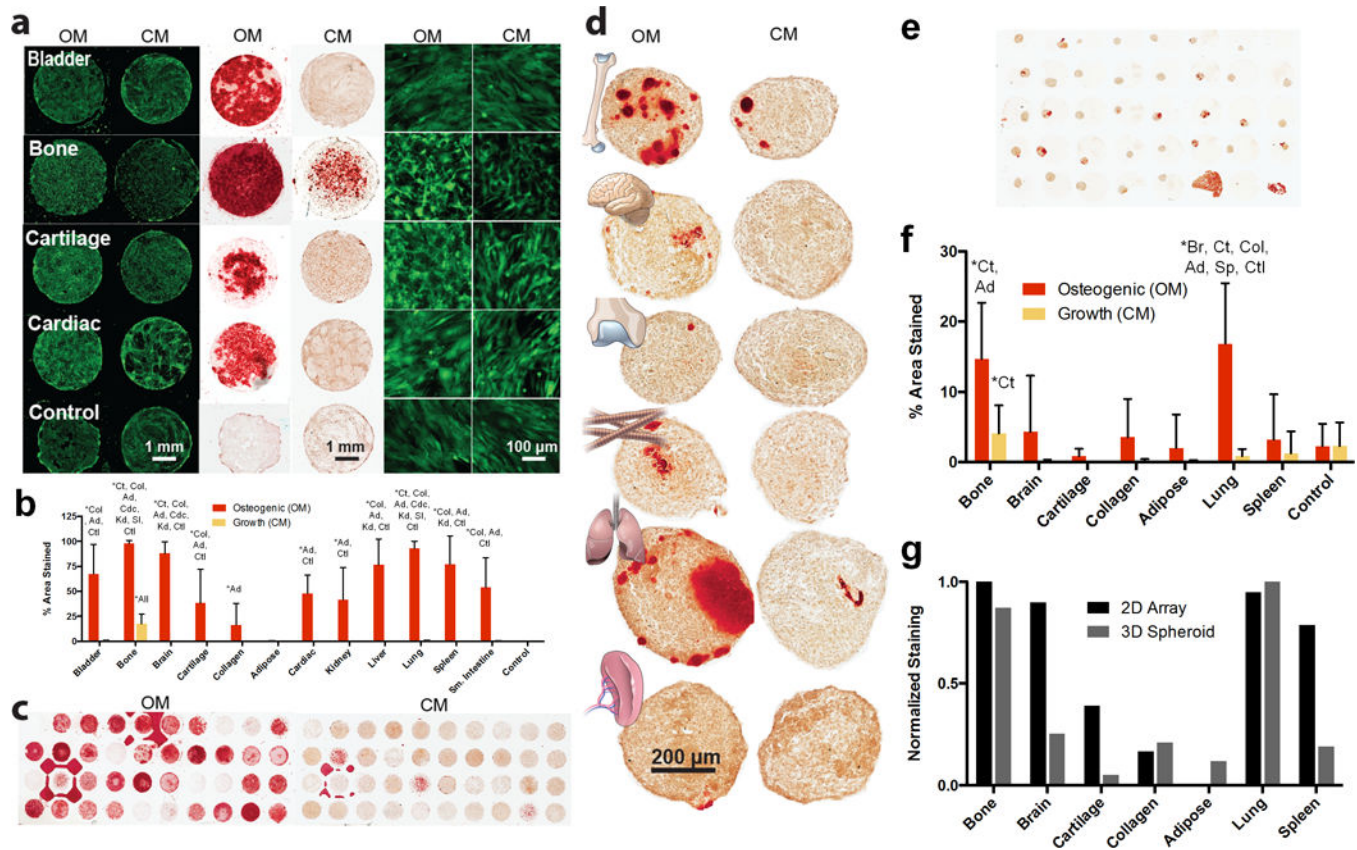 a
OM CM OM CM OM CM
Bladder
Bone
Cartilage
Cardiac
Control
1 mm 1 mm 100 µm
b
*Col
, Ad,
Ctl
*Ct, Col,
Ad,
Cdc,
Kd, SI,
Ctl
*All
*Ct, Col,
Ad, Cdc,
Kd, Ctl
*Col,
Ad,
Ctl
*Ad
*Ad,
Ctl
*Ad,
Ctl
*Col,
Ad,
Kd, Ctl
*Ct, Col,
Ad, Cdc,
Kd, SI,
Ctl
*Col, Ad,
Kd, Ctl
*Col, Ad,
Ctl
Osteogenic (OM)
Growth (CM)
% Area Stained
100
75
50
25
0
Bladder
Bone
Brain
Cartilage
Collagen
Adipose
Cardiac
Kidney
Liver
Lung
Spleen
Sm. Intestine
Control
c
OM CM
d
OM CM
200 µm
e
f
*Ct,
Ad
*Ct
*Br, Ct, Col,
Ad, Sp, Ctl
Osteogenic (OM)
Growth (CM)
% Area Stained
30
20
10
0
Bone
Brain
Cartilage
Collagen
Adipose
Lung
Spleen
Control
g
2D Array
3D Spheroid
Normalized Staining
1.0
0.5
0.0
Bone
Brain
Cartilage
Collagen
Adipose
Lung
Spleen